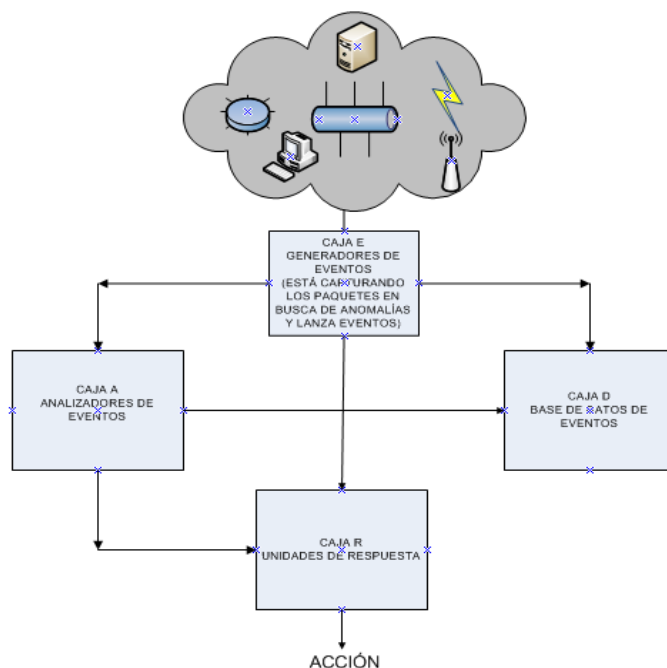 CAJA E
GENERADORES DE
EVENTOS
(ESTÁ CAPTURANDO
LOS PAQUETES EN
BUSCA DE ANOMALÍAS
Y LANZA EVENTOS)
CAJA A
ANALIZADORES DE
EVENTOS
CAJA D
BASE DE DATOS DE
EVENTOS
CAJA R
UNIDADES DE RESPUESTA
ACCIÓN